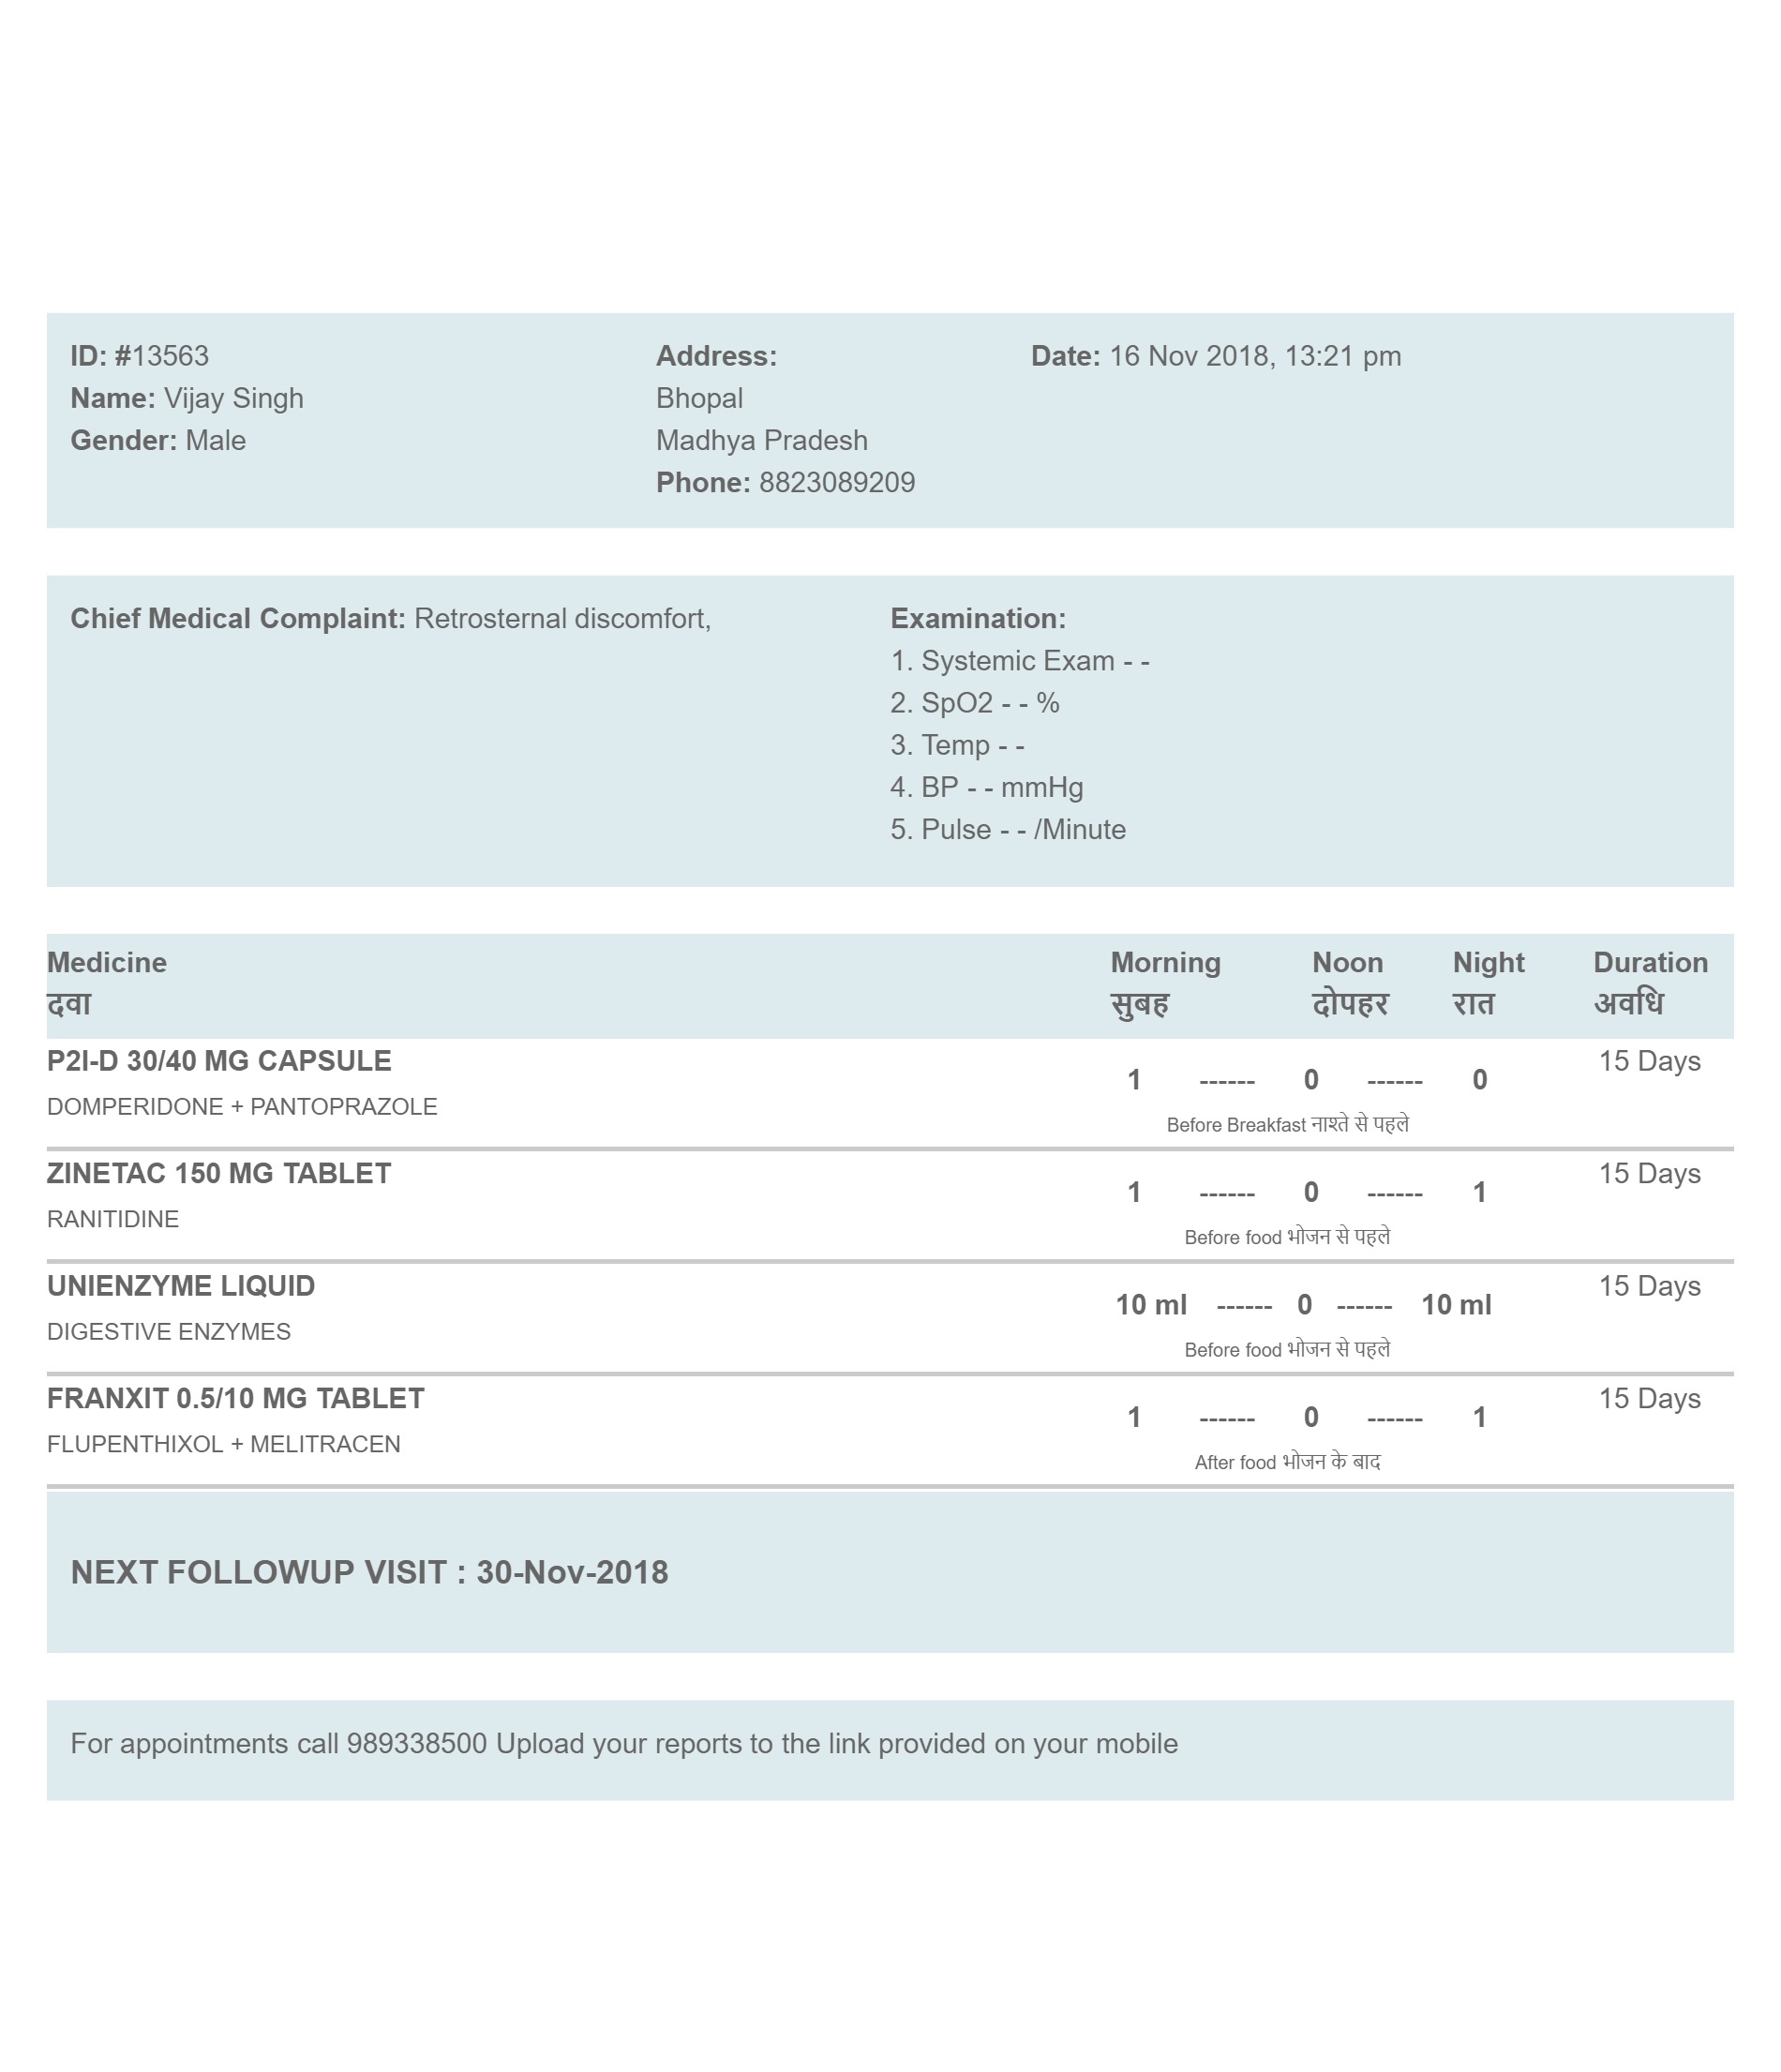 ID: #13563
Name: Vijay Singh
Gender: Male
Address:
Bhopal
Madhya Pradesh
Phone: 8823089209
Date: 16 Nov 2018, 13:21 pm
Chief Medical Complaint: Retrosternal discomfort,
Examination:
1. Systemic Exam - -
2. SpO2 - - %
3. Temp - -
4. BP - - mmHg
5. Pulse - - /Minute
Medicine Morning Noon Night Duration
दवा सुबह दोपहर रात अवधि
P2I-D 30/40 MG CAPSULE 15 Days
1 ------ 0 ------ 0
DOMPERIDONE + PANTOPRAZOLE
Before Breakfast नाश्ते से पहले
ZINETAC 150 MG TABLET 15 Days
1 ------ 0 ------ 1
RANITIDINE
Before food भोजन से पहले
UNIENZYME LIQUID 15 Days
10 ml ------ 0 ------ 10 ml
DIGESTIVE ENZYMES
Before food भोजन से पहले
FRANXIT 0.5/10 MG TABLET 15 Days
1 ------ 0 ------ 1
FLUPENTHIXOL + MELITRACEN
After food भोजन के बाद
NEXT FOLLOWUP VISIT : 30-Nov-2018
For appointments call 989338500 Upload your reports to the link provided on your mobile